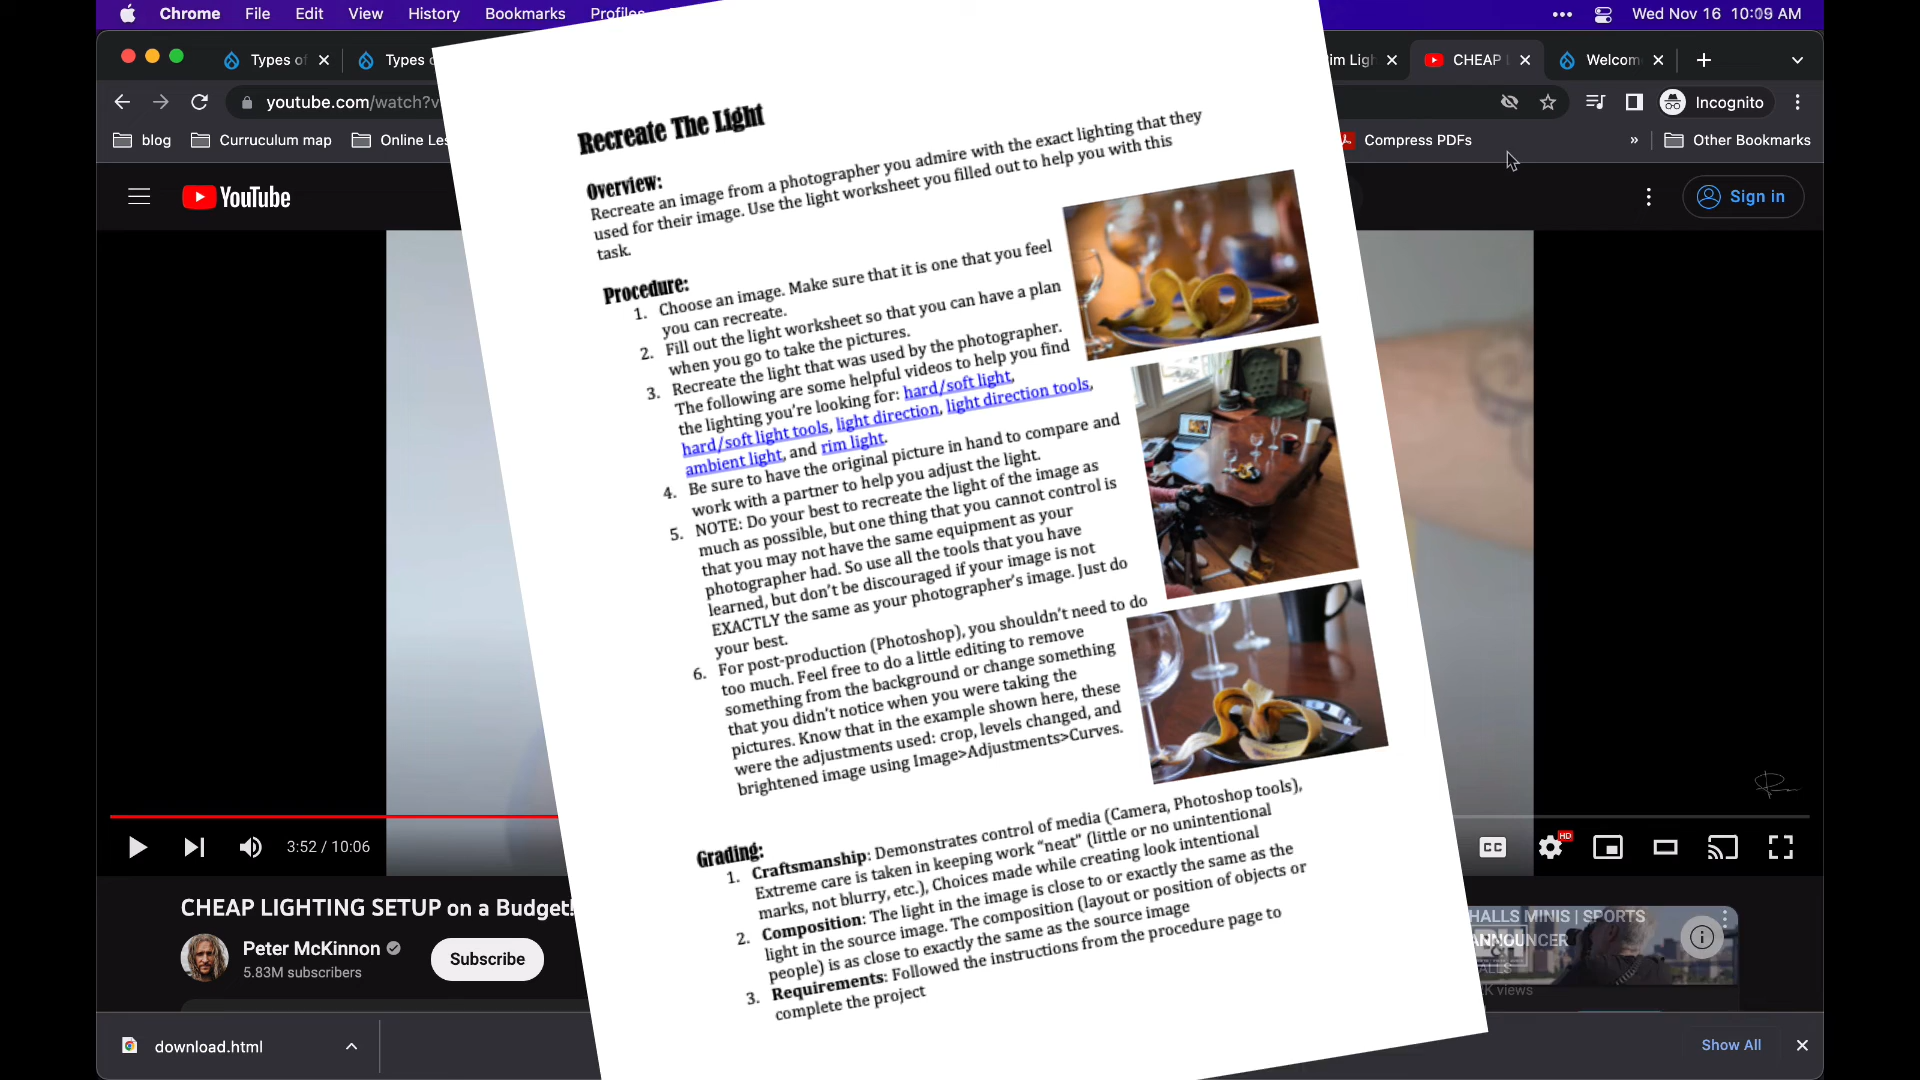 Chrome File Edit View History Bookmarks Profiles
Wed Nov 16
AM
Types of
Types o
im Ligh
CHEAP
Welcom
youtube.com/watch?v
Incognito
blog Curruculum map Online Les
Compress PDFs
» Other Bookmarks
YouTube
Sign in
Recreate The Light
Overview:
Recreate an image from a photographer you admire with the exact lighting that they
used for their image. Use the light worksheet you filled out to help you with this
task.
Procedure:
1. Choose an image. Make sure that it is one that you feel
you can recreate.
2. Fill out the light worksheet so that you can have a plan
when you go to take the pictures.
3. Recreate the light that was used by the photographer.
The following are some helpful videos to help you find
the lighting you're looking for: hard/soft light,
hard/soft light tools, light direction, light direction tools,
ambient light, and rim light.
4. Be sure to have the original picture in hand to compare and
work with a partner to help you adjust the light.
5. NOTE: Do your best to recreate the light of the image as
much as possible, but one thing that you cannot control is
that you may not have the same equipment as your
photographer had. So use all the tools that you have
learned, but don't be discouraged if your image is not
EXACTLY the same as your photographer's image. Just do
your best.
6. For post-production (Photoshop), you shouldn't need to do
too much. Feel free to do a little editing to remove
something from the background or change something
that you didn't notice when you were taking the
pictures. Know that in the example shown here, these
were the adjustments used: crop, levels changed, and
brightened image using Image>Adjustments>Curves.
Grading:
1. Craftsmanship: Demonstrates control of media (Camera, Photoshop tools),
Extreme care is taken in keeping work "neat" (little or no unintentional
marks, not blurry, etc.), Choices made while creating look intentional
2. Composition: The light in the image is close to or exactly the same as the
light in the source image. The composition (layout or position of objects or
people) is as close to exactly the same as the source image
3. Requirements: Followed the instructions from the procedure page to
complete the project
3:52 / 10:06
CC
HD
CHEAP LIGHTING SETUP on a Budget!
Peter McKinnon
5.83M subscribers
Subscribe
HALLS MINIS | SPORTS
ANNOUNCER
ALLS
K views
download.html
Show All